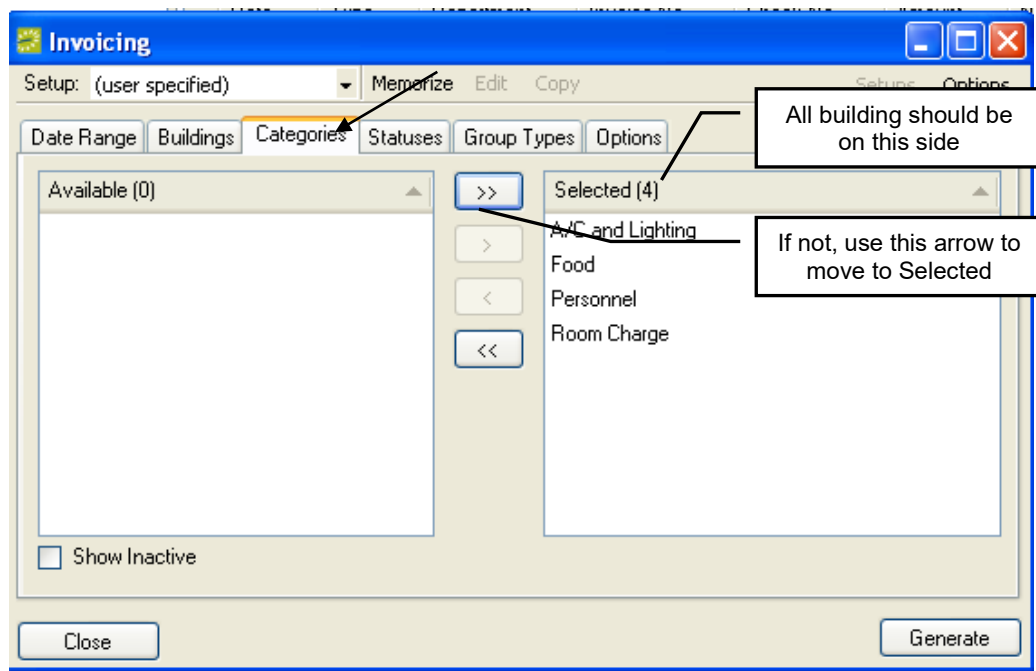 Invoicing
Setup: (user specified) Memorize Edit Copy Setups Options
Date Range Buildings Categories Statuses Group Types Options
All building should be
on this side
Available (0) >> Selected (4)
> A/C and Lighting
Food
If not, use this arrow to
move to Selected
< Personnel
Room Charge
<<
Show Inactive
Close Generate